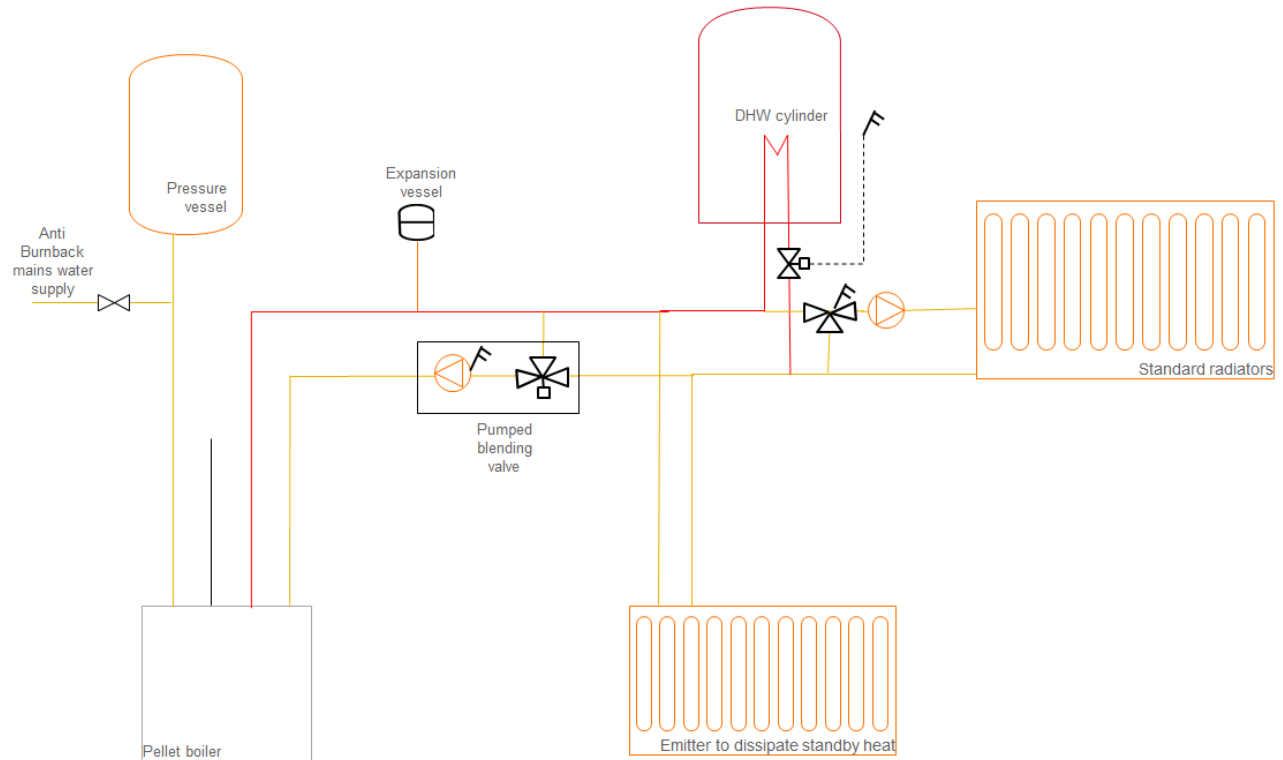 DHW cylinder
Expansion
vessel
Pressure
vessel
Anti
Burnback
mains water
supply
Standard radiators
Pumped
blending
valve
Pellet boiler
Emitter to dissipate standby heat